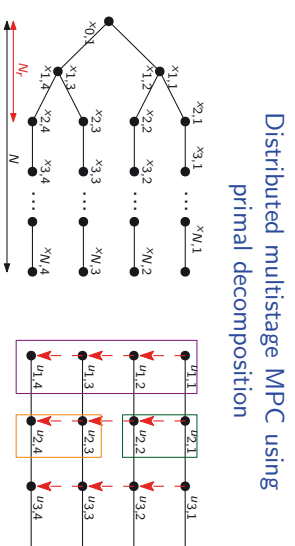 Distributed multistage MPC using
primal decomposition
x0,1
x1,1
x1,2
x1,3
x1,4
x2,1
x2,2
x2,3
x2,4
x3,1
x3,2
x3,3
x3,4
xN,1
xN,2
xN,3
xN,4
Nr
N
u1,1
u2,1
u3,1
u1,2
u2,2
u3,2
u1,3
u2,3
u3,3
u1,4
u2,4
u3,4